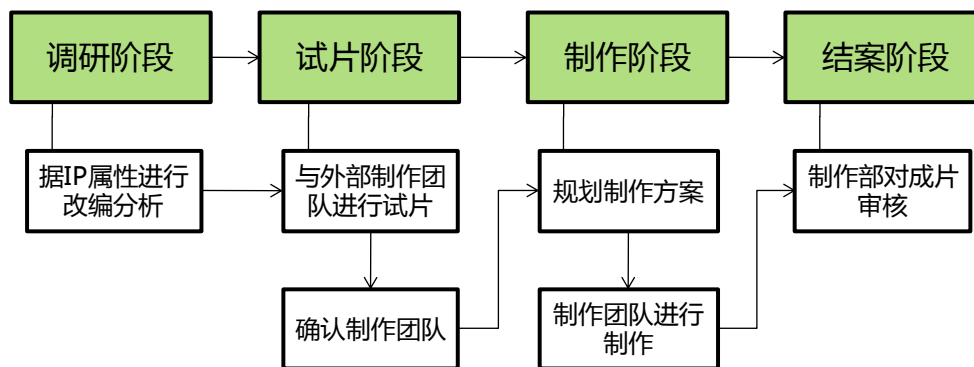 调研阶段
试片阶段
制作阶段
结案阶段
据IP属性进行
改编分析
与外部制作团
队进行试片
规划制作方案
制作部对成片
审核
确认制作团队
制作团队进行
制作